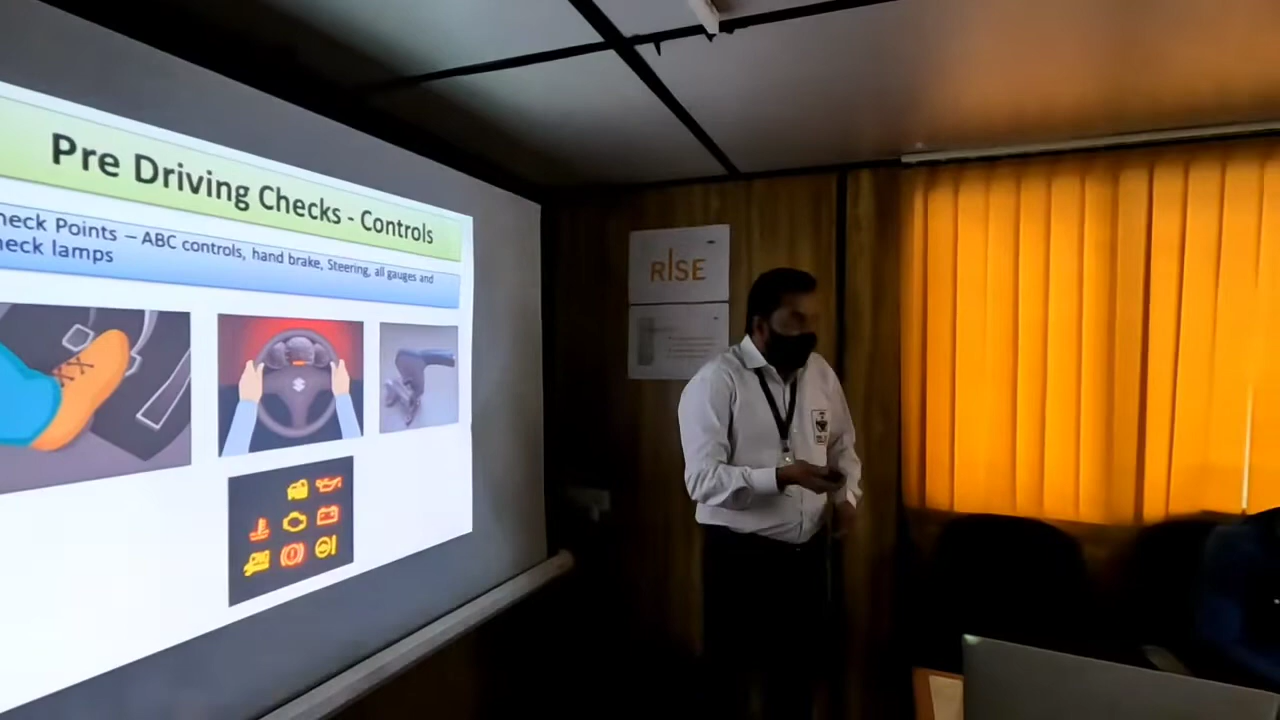 Pre Driving Checks - Controls
heck Points – ABC controls, hand brake, Steering, all gauges and
heck lamps
RISE